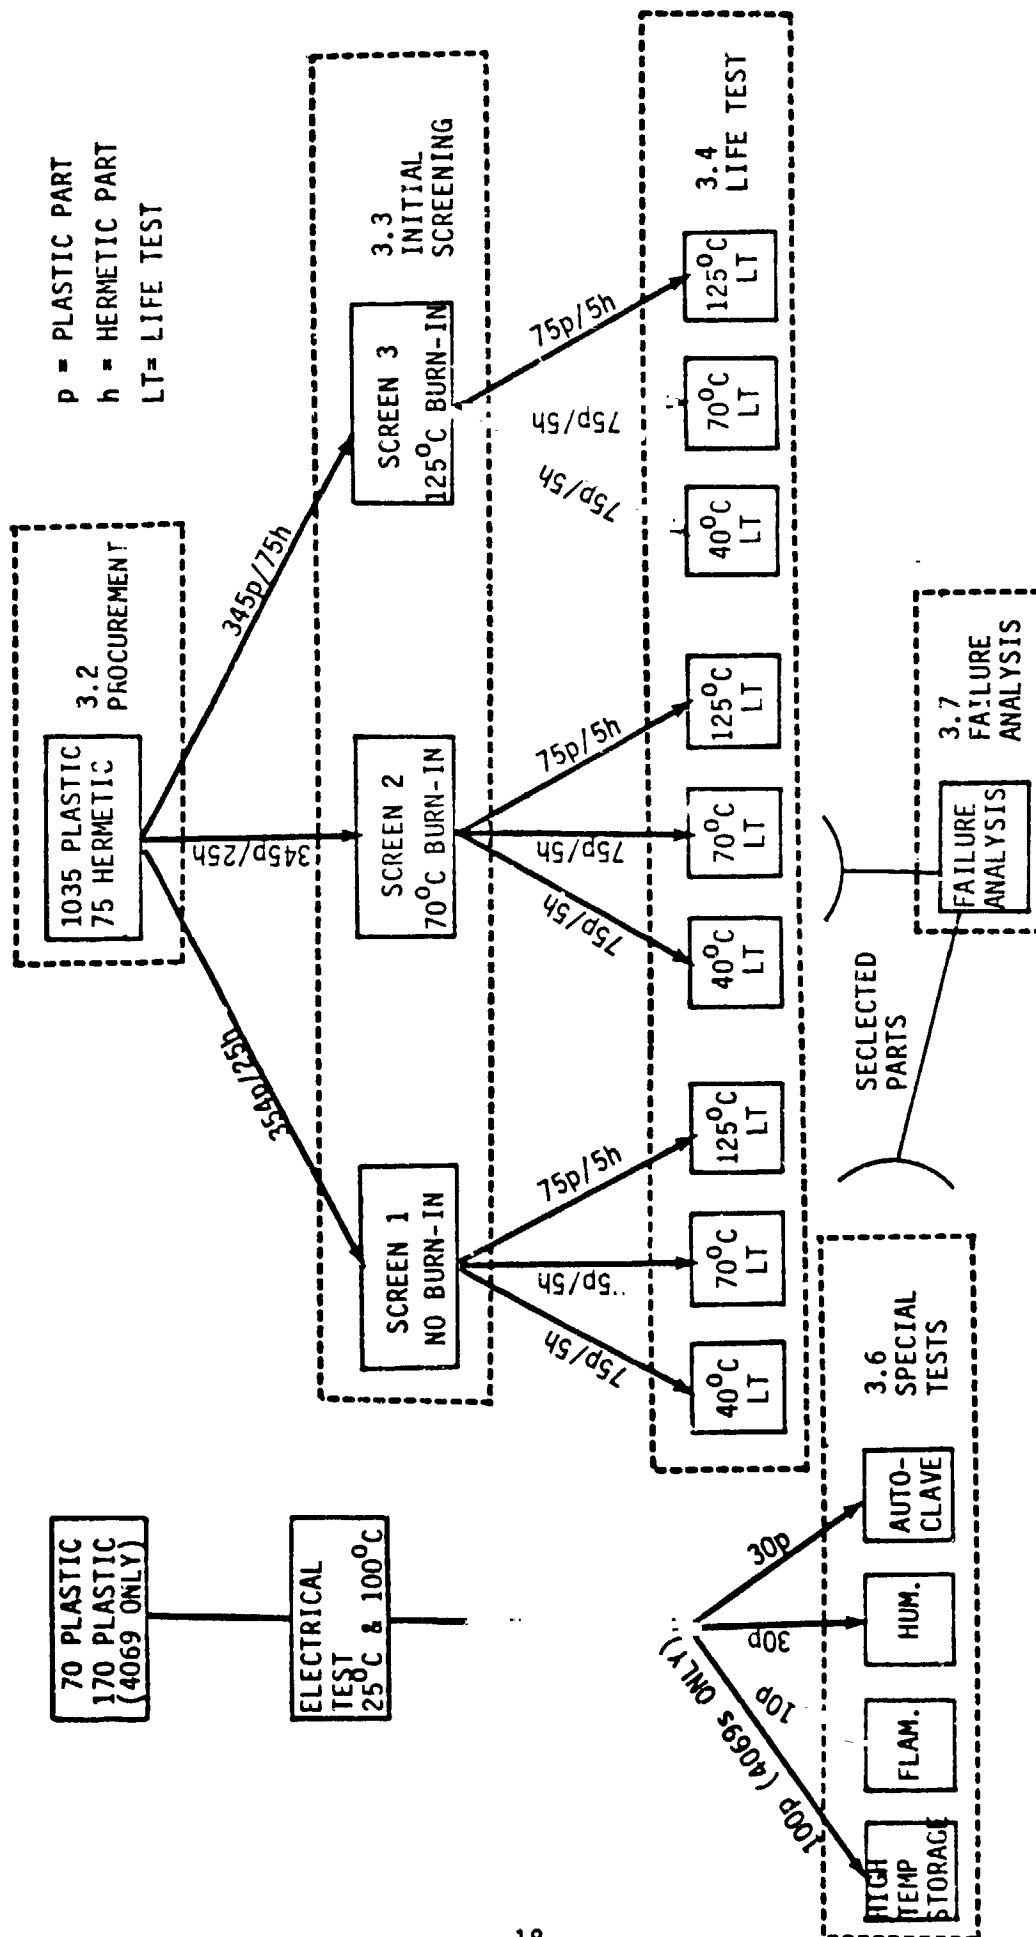 p = PLASTIC PART
h = HERMETIC PART
LT= LIFE TEST
70 PLASTIC
170 PLASTIC
(4069 ONLY)
1035 PLASTIC
75 HERMETIC
3.2
PROCUREMENT
354p/25h
345p/25h
345p/75h
ELECTRICAL
TEST
25°C & 100°C
SCREEN 1
NO BURN-IN
SCREEN 2
70°C BURN-IN
SCREEN 3
125°C BURN-IN
3.3
INITIAL
SCREENING
75p/5h
5p/5h
75p/5h
75p/5h
75p/5h
75p/5h
75p/5h
75p/5h
75p/5h
40°C
LT
70°C
LT
125°C
LT
40°C
LT
70°C
LT
125°C
LT
40°C
LT
70°C
LT
125°C
LT
3.4
LIFE TEST
100p (4069s ONLY)
10p
30p
30p
HIGH
TEMP
STORAGE
FLAM.
HUM.
AUTO-
CLAVE
3.6
SPECIAL
TESTS
SECLECTED
PARTS
FAILURE
ANALYSIS
3.7
FAILURE
ANALYSIS
18